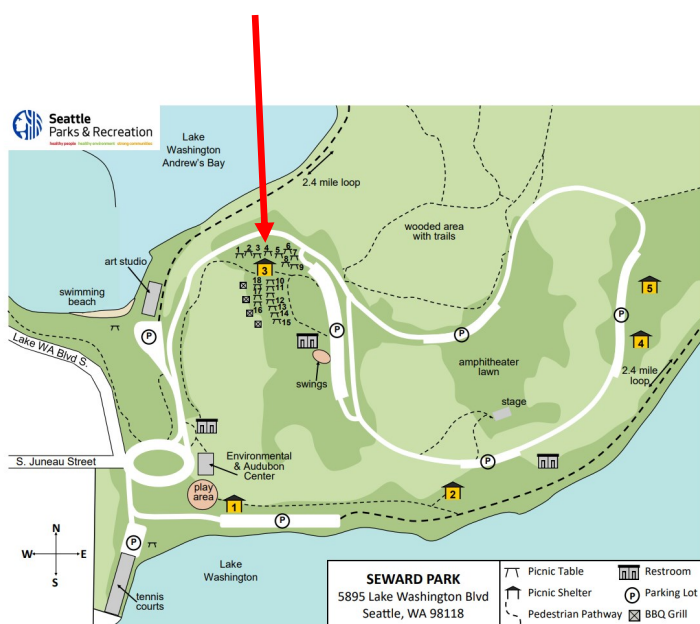 Seattle
Parks & Recreation
healthy people healthy environment strong communities
Lake
Washington
Andrew's Bay
2.4 mile loop
wooded area
with trails
art studio
swimming
beach
Lake WA Blvd S.
P
1
2
3
4
5
6
7
8
9
3
18
10
17
11
12
16
13
14
15
P
swings
P
amphitheater
lawn
stage
5
P
4
2.4 mile
loop
S. Juneau Street
Environmental
& Audubon
Center
play
area
1
2
P
P
P
N
W
E
S
Lake
Washington
tennis
courts
SEWARD PARK
5895 Lake Washington Blvd
Seattle, WA 98118
Picnic Table
Picnic Shelter
Pedestrian Pathway
Restroom
P Parking Lot
BBQ Grill